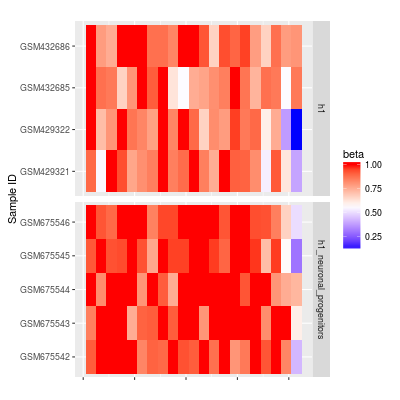 GSM432686
GSM432685
GSM429322
GSM429321
h1
GSM675546
GSM675545
GSM675544
GSM675543
GSM675542
h1_neuronal_progenitors
Sample ID
beta
1.00
0.75
0.50
0.25